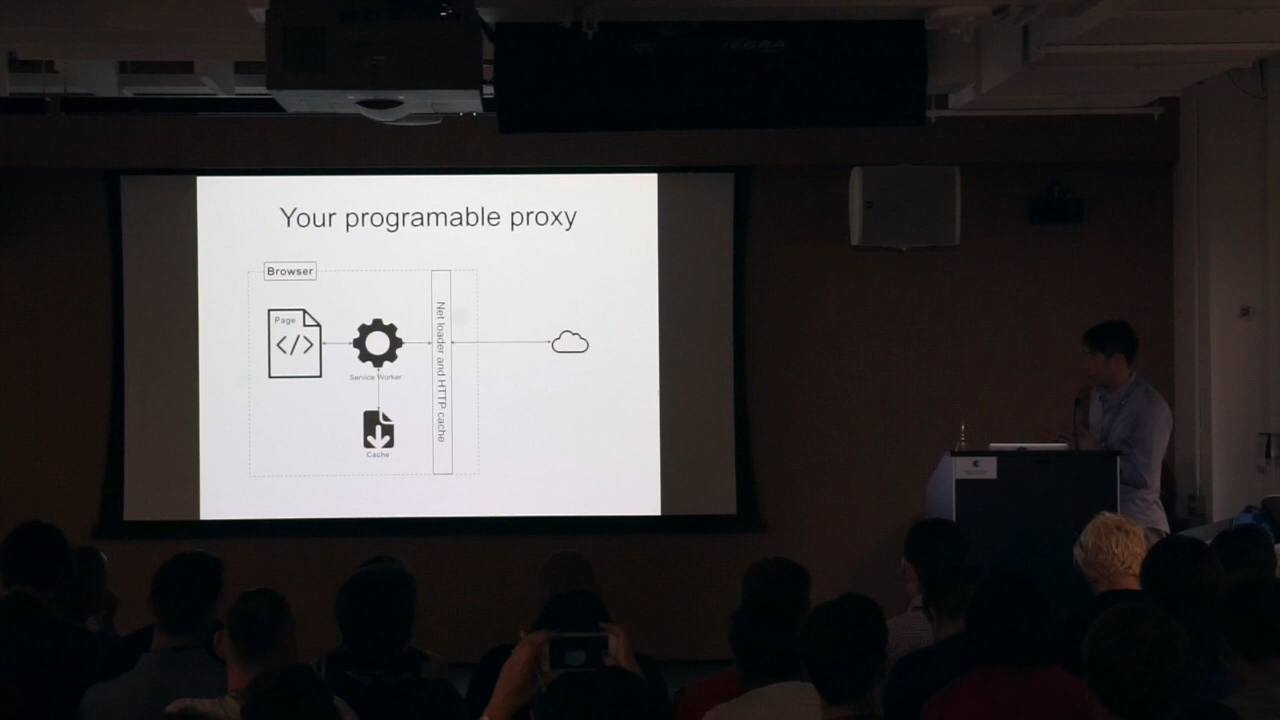 Your programable proxy
Browser
Page
</>
Service Worker
Cache
Net loader and HTTP cache